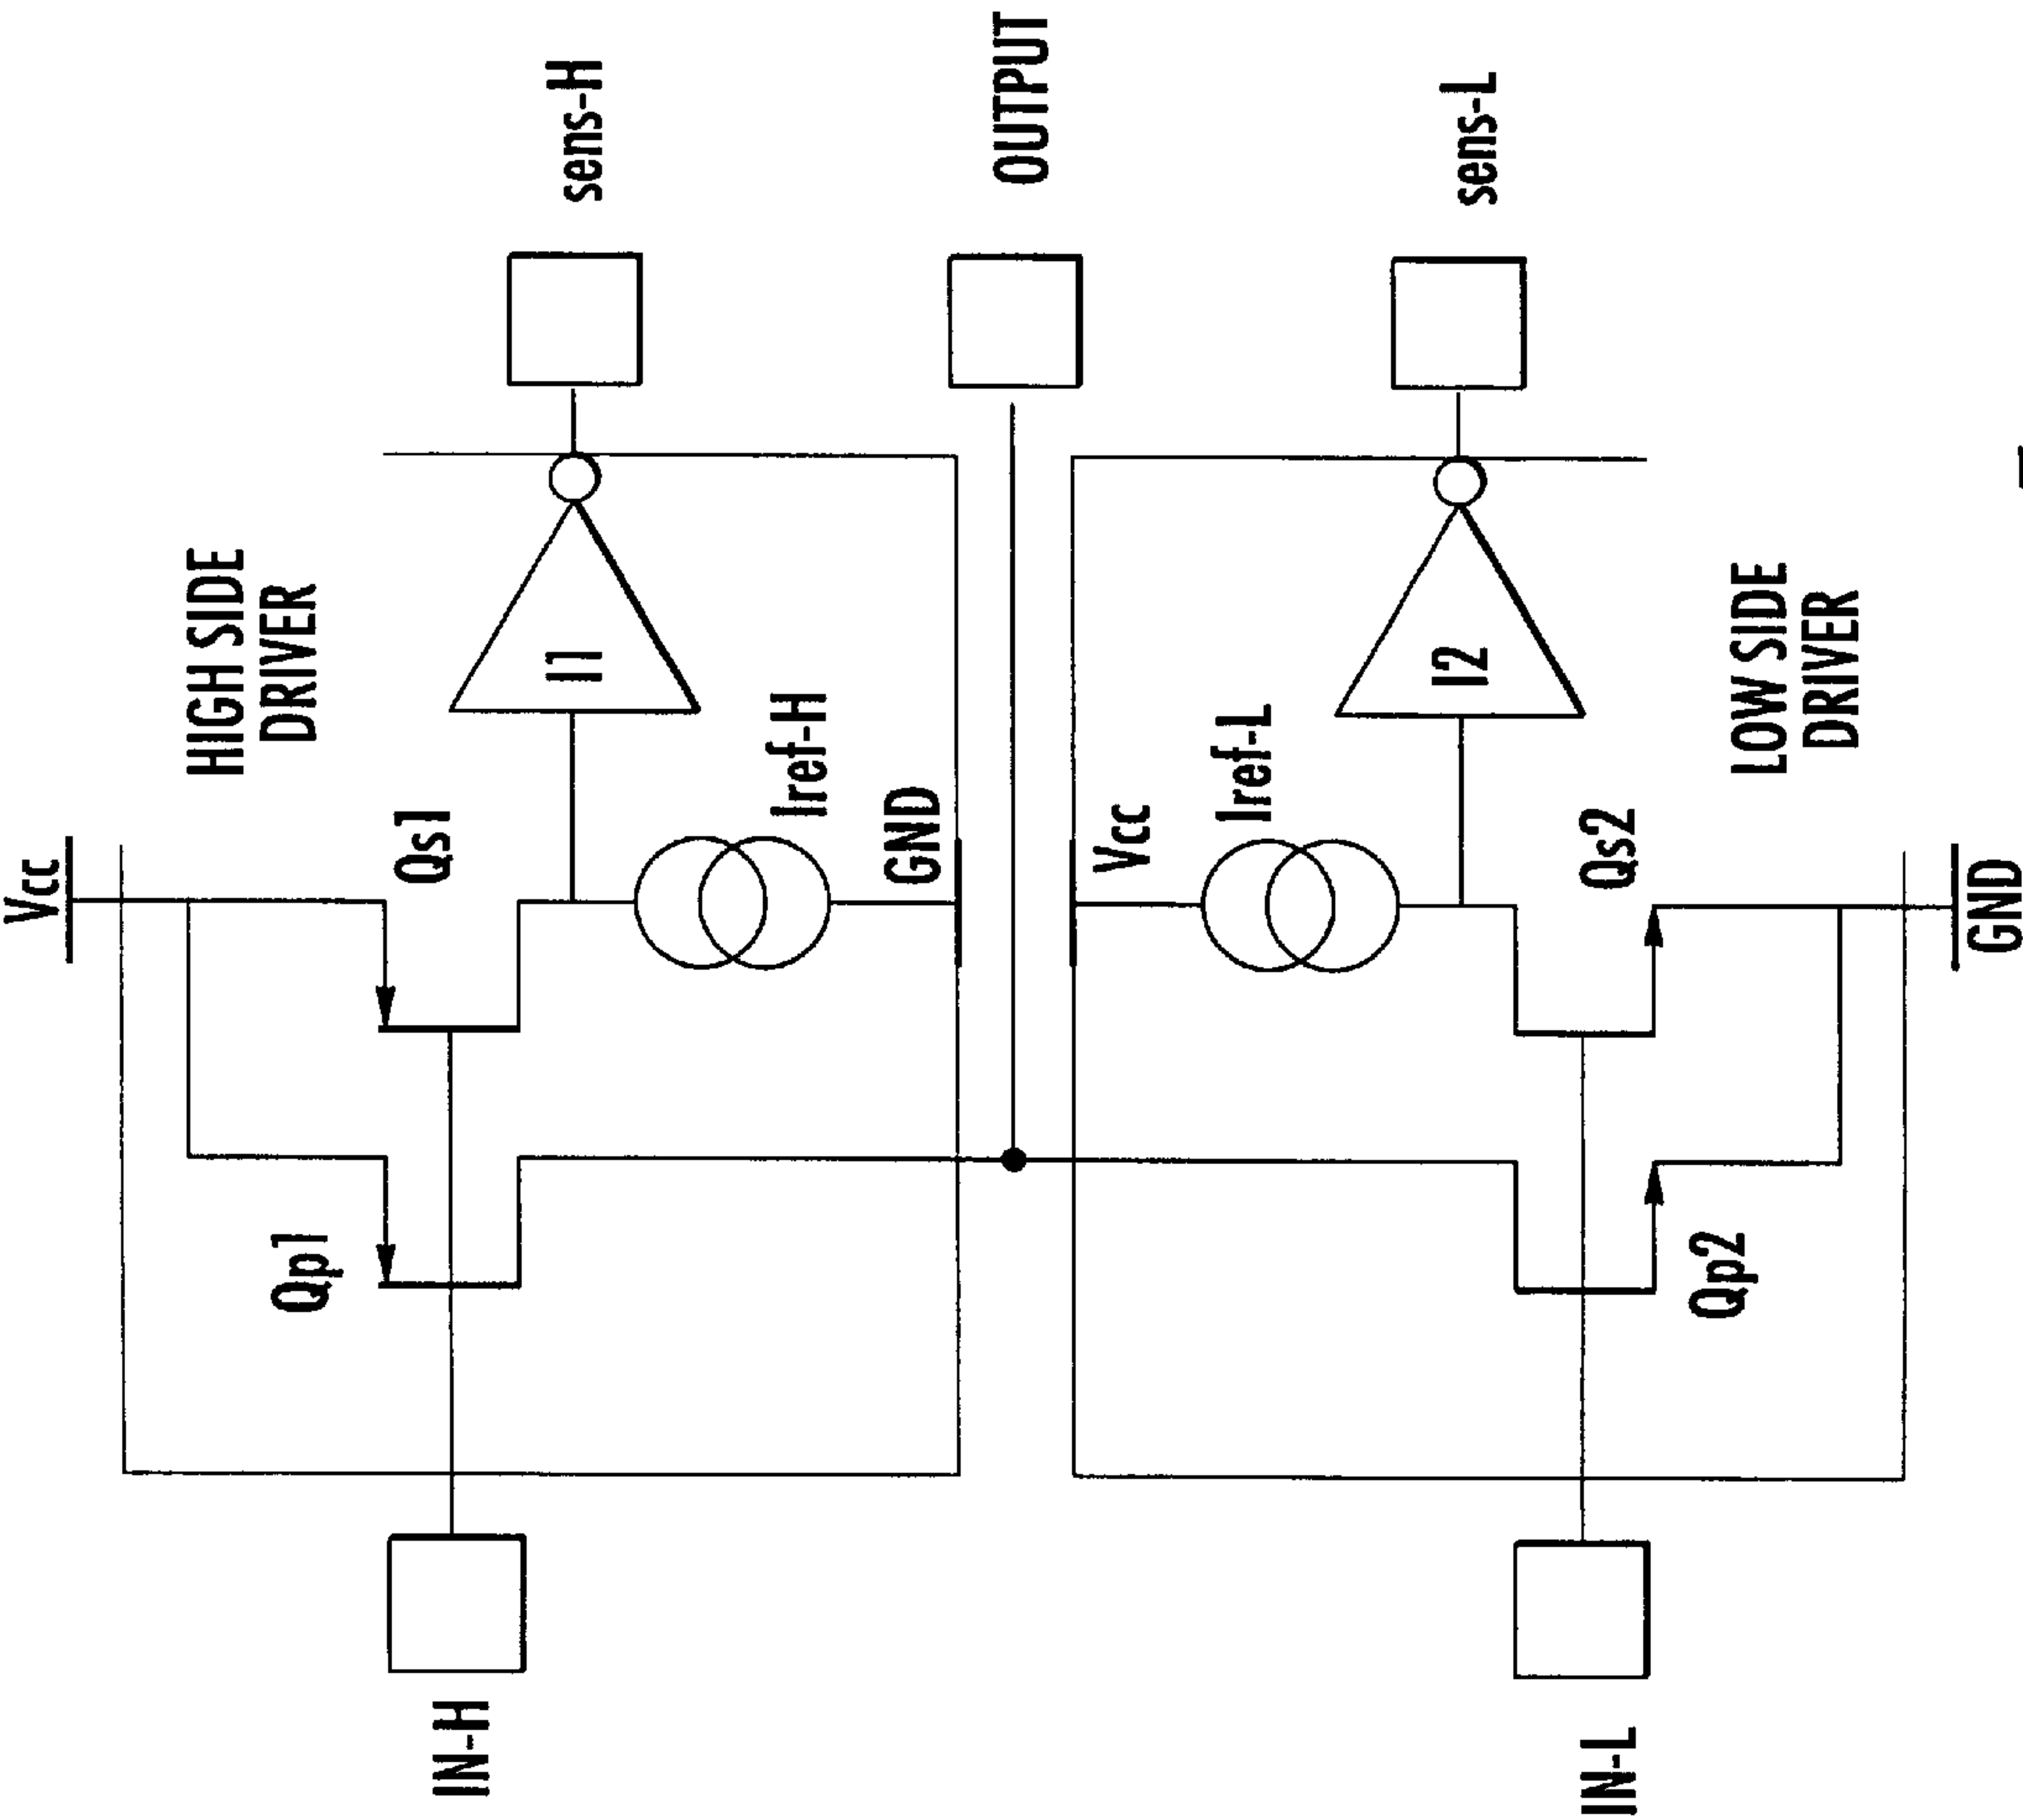 Vcc
HIGH SIDE
DRIVER
Qp1
Qs1
IN-H
I1
sens-H
Iref-H
GND
OUTPUT
Vcc
Iref-L
IN-L
I2
sens-L
Qs2
Qp2
LOW SIDE
DRIVER
GND